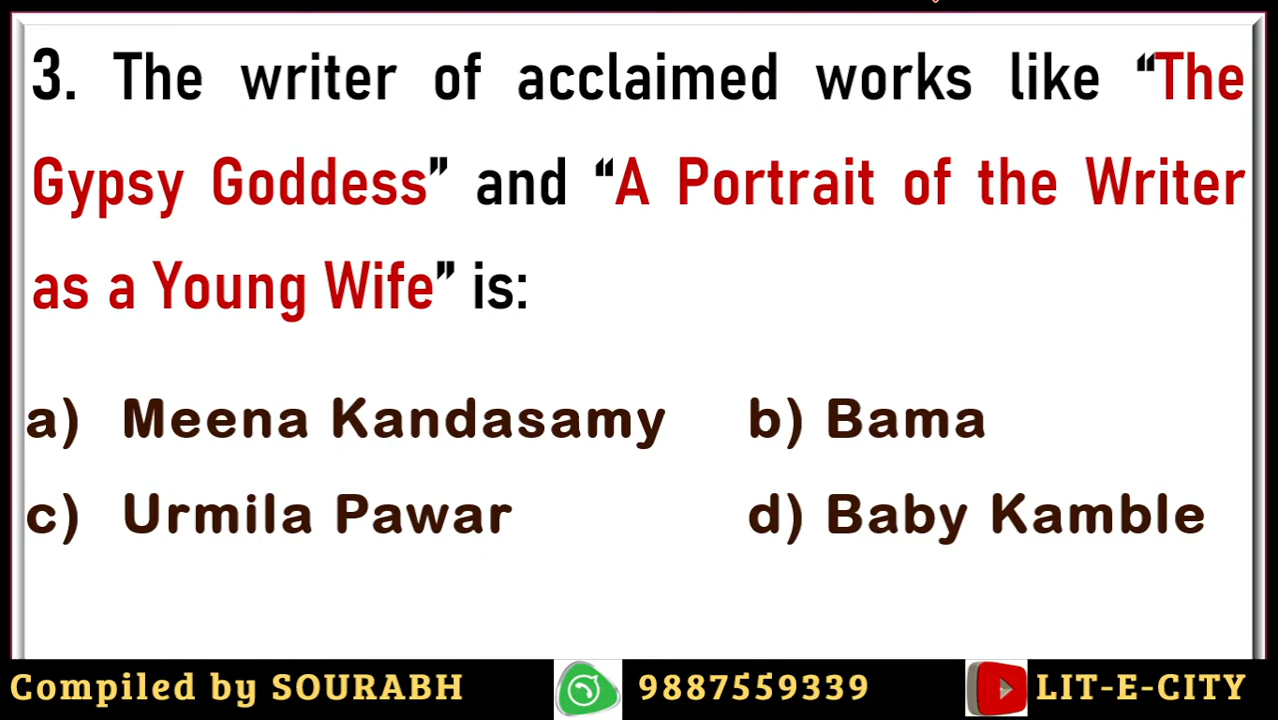 3. The writer of acclaimed works like “The
Gypsy Goddess” and “A Portrait of the Writer
as a Young Wife” is:
a) Meena Kandasamy b) Bama
c) Urmila Pawar d) Baby Kamble
Compiled by SOURABH 9887559339 LIT-E-CITY